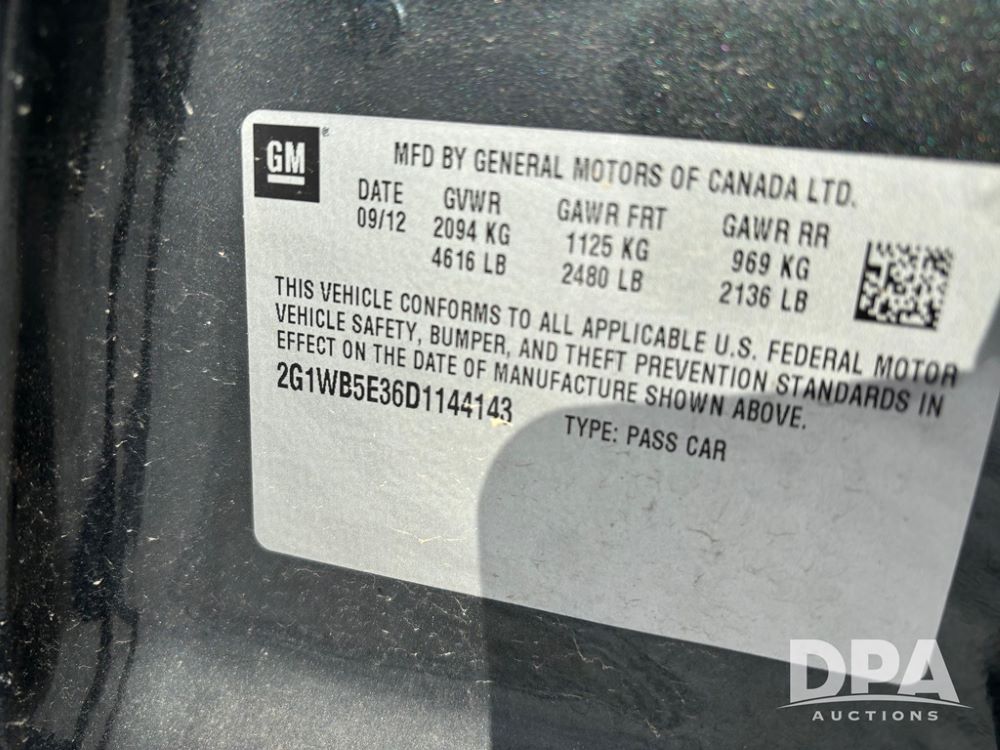 GM
MFD BY GENERAL MOTORS OF CANADA LTD.
DATE GVWR GAWR FRT GAWR RR
09/12 2094 KG 1125 KG 969 KG
4616 LB 2480 LB 2136 LB
THIS VEHICLE CONFORMS TO ALL APPLICABLE U.S. FEDERAL MOTOR
VEHICLE SAFETY, BUMPER, AND THEFT PREVENTION STANDARDS IN
EFFECT ON THE DATE OF MANUFACTURE SHOWN ABOVE.
2G1WB5E36D1144143 TYPE: PASS CAR
DPA
AUCTIONS